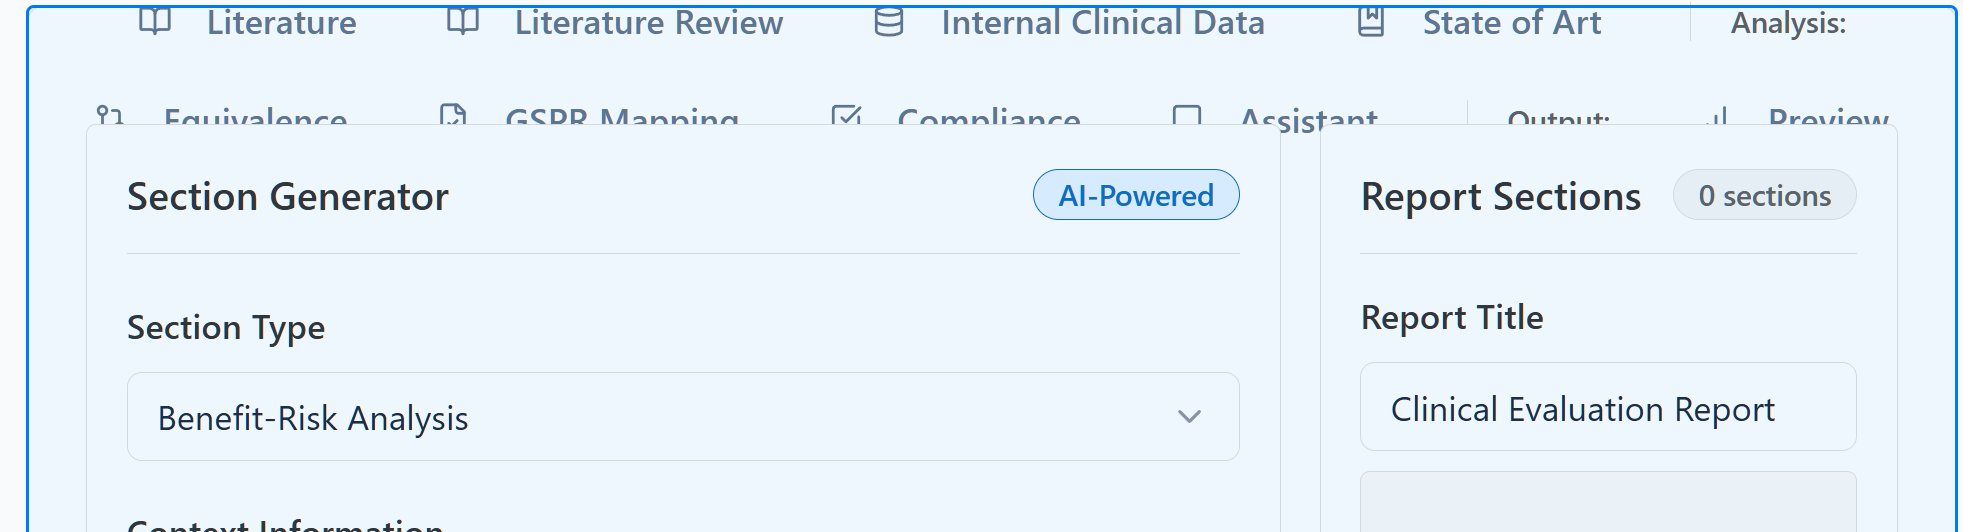 Literature Literature Review Internal Clinical Data State of Art Analysis:
Equivalence GSPR Mapping Compliance Assistant Output: Preview
Section Generator AI-Powered
Report Sections 0 sections
Section Type
Report Title
Benefit-Risk Analysis
Clinical Evaluation Report
Context Information